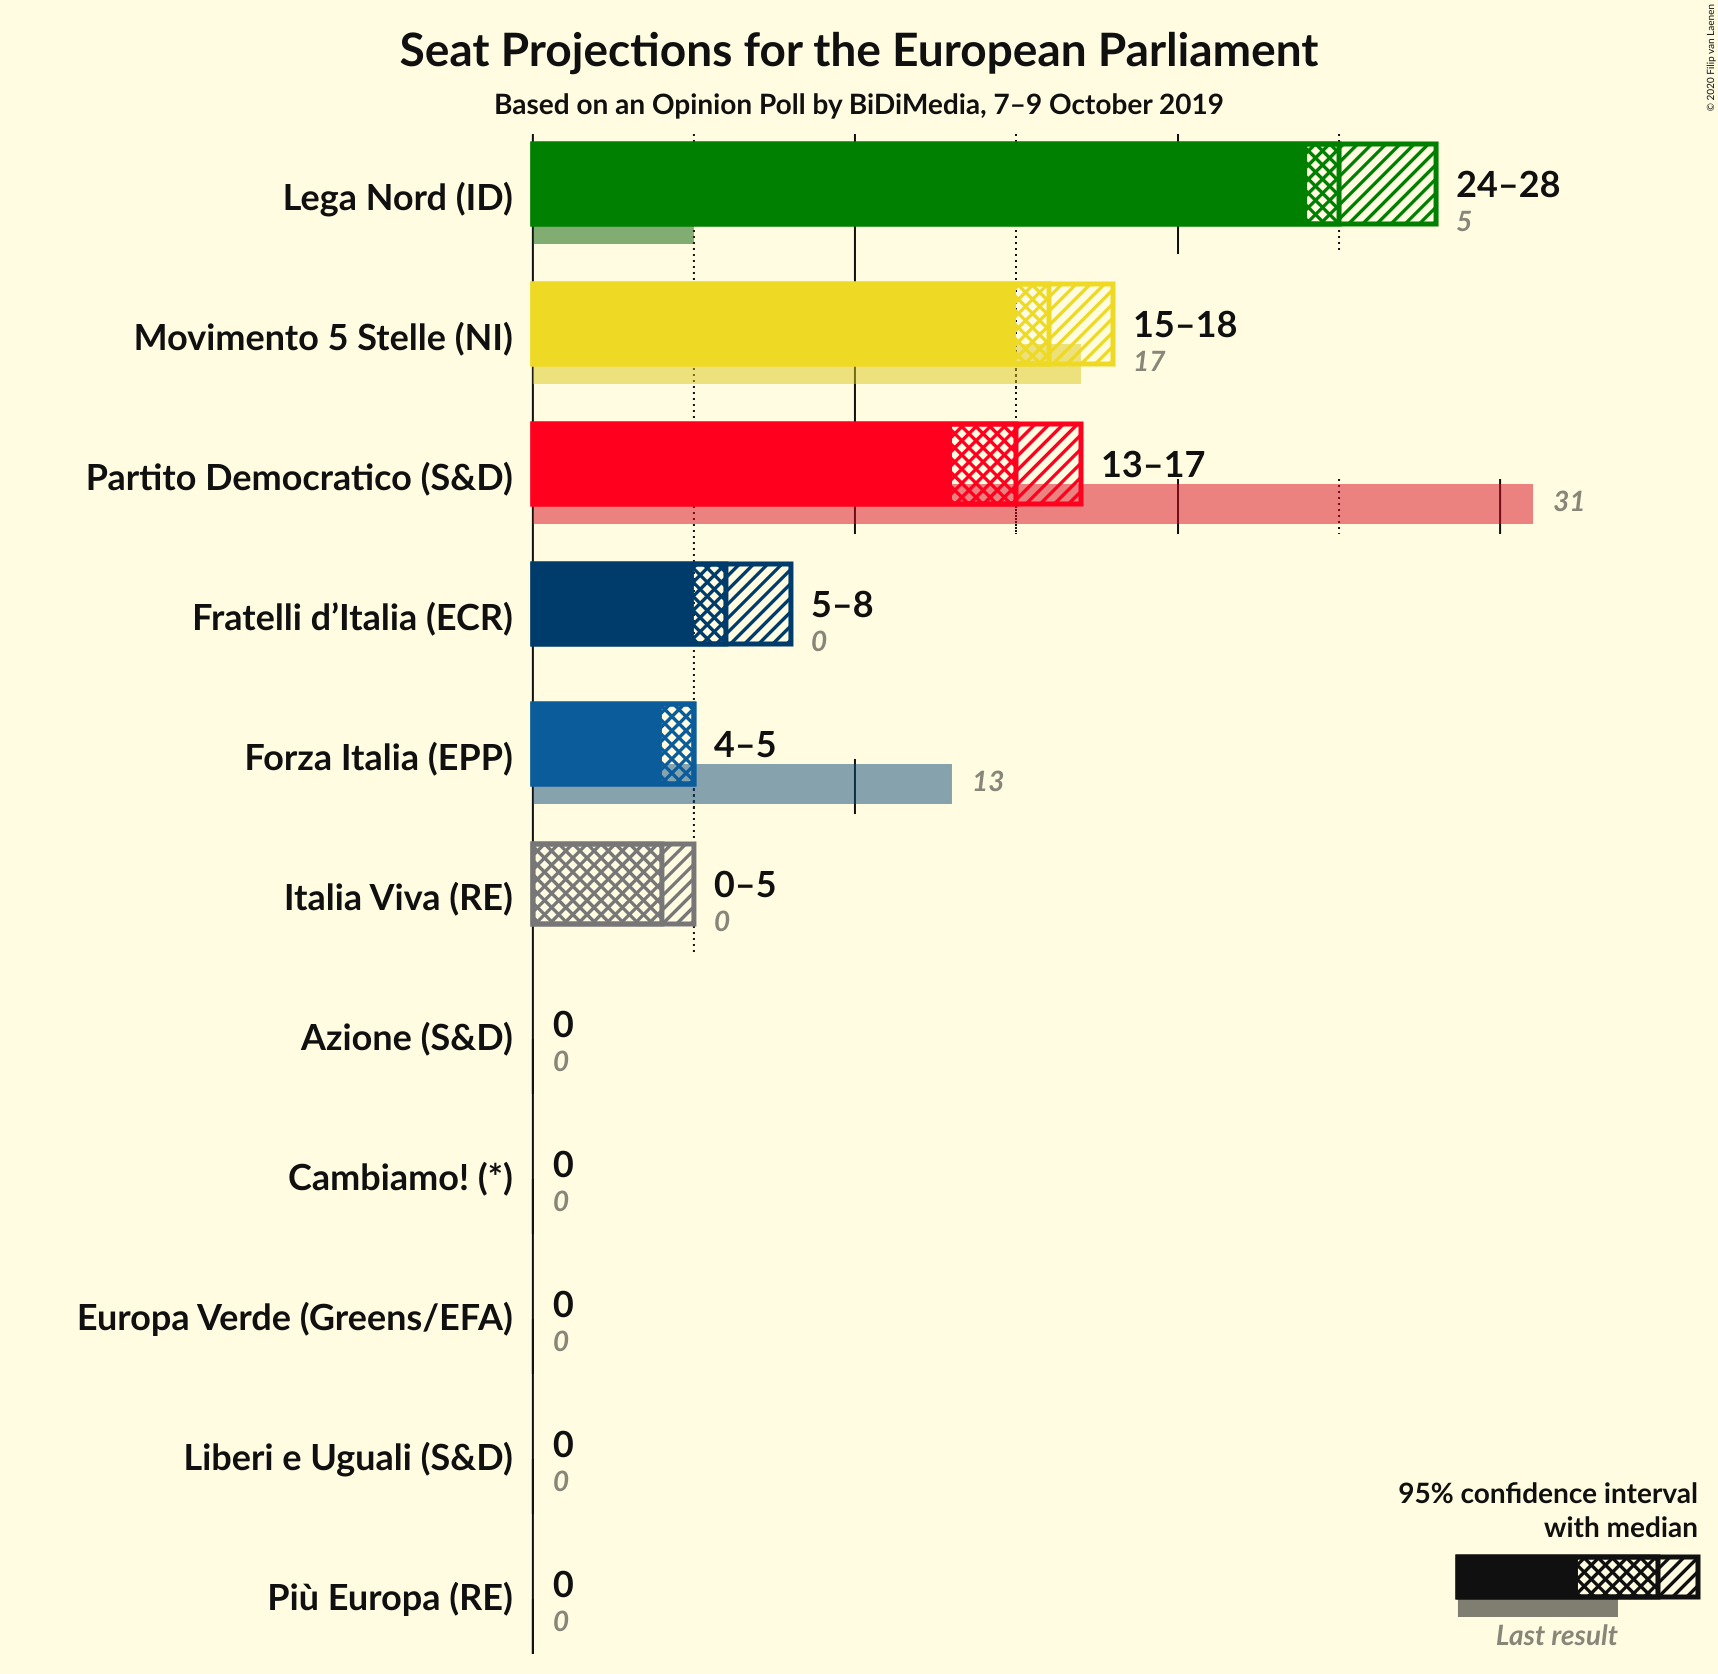 © 2020 Filip van Laenen
Seat Projections for the European Parliament
Based on an Opinion Poll by BiDiMedia, 7–9 October 2019
Lega Nord (ID)
24–28
5
Movimento 5 Stelle (NI)
15–18
17
Partito Democratico (S&D)
13–17
31
Fratelli d’Italia (ECR)
5–8
0
Forza Italia (EPP)
4–5
13
Italia Viva (RE)
0–5
0
Azione (S&D)
0
0
Cambiamo! (*)
0
0
Europa Verde (Greens/EFA)
0
0
Liberi e Uguali (S&D)
0
0
Più Europa (RE)
0
0
95% confidence interval
with median
Last result